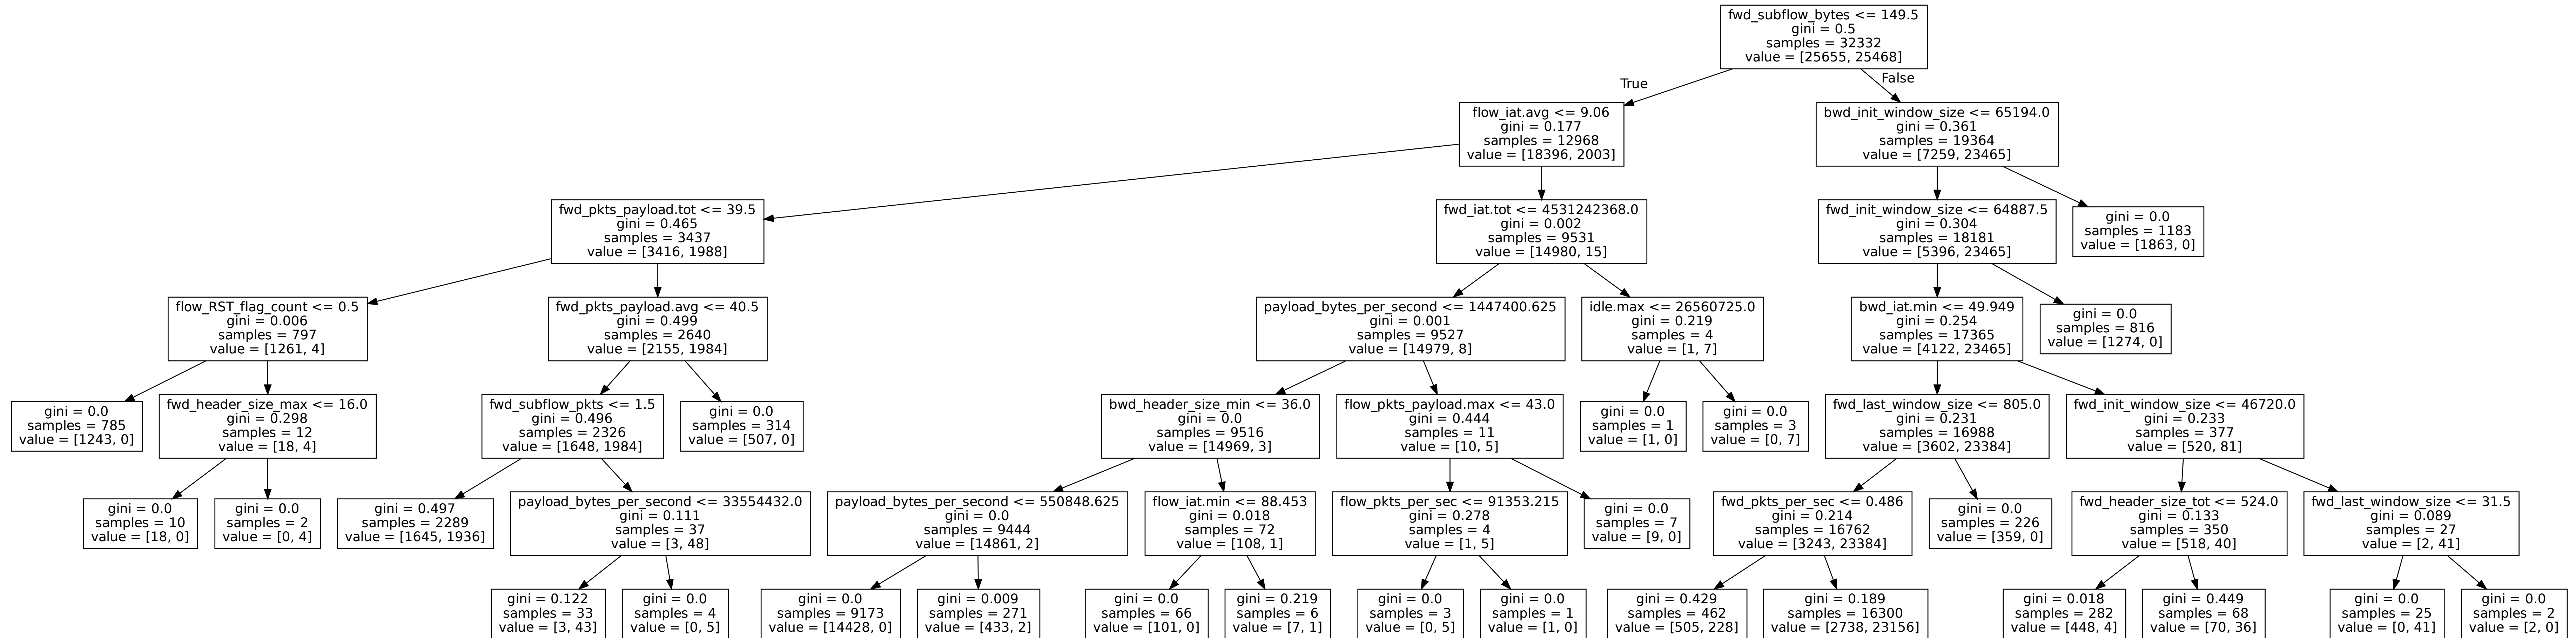 fwd_subflow_bytes <= 149.5
gini = 0.5
samples = 32332
value = [25655, 25468]
True
False
flow_iat.avg <= 9.06
gini = 0.177
samples = 12968
value = [18396, 2003]
bwd_init_window_size <= 65194.0
gini = 0.361
samples = 19364
value = [7259, 23465]
fwd_pkts_payload.tot <= 39.5
gini = 0.465
samples = 3437
value = [3416, 1988]
fwd_iat.tot <= 4531242368.0
gini = 0.002
samples = 9531
value = [14980, 15]
fwd_init_window_size <= 64887.5
gini = 0.304
samples = 18181
value = [5396, 23465]
gini = 0.0
samples = 1183
value = [1863, 0]
flow_RST_flag_count <= 0.5
gini = 0.006
samples = 797
value = [1261, 4]
fwd_pkts_payload.avg <= 40.5
gini = 0.499
samples = 2640
value = [2155, 1984]
payload_bytes_per_second <= 1447400.625
gini = 0.001
samples = 9527
value = [14979, 8]
idle.max <= 26560725.0
gini = 0.219
samples = 4
value = [1, 7]
bwd_iat.min <= 49.949
gini = 0.254
samples = 17365
value = [4122, 23465]
gini = 0.0
samples = 816
value = [1274, 0]
gini = 0.0
samples = 785
value = [1243, 0]
fwd_header_size_max <= 16.0
gini = 0.298
samples = 12
value = [18, 4]
fwd_subflow_pkts <= 1.5
gini = 0.496
samples = 2326
value = [1648, 1984]
gini = 0.0
samples = 314
value = [507, 0]
bwd_header_size_min <= 36.0
gini = 0.0
samples = 9516
value = [14969, 3]
flow_pkts_payload.max <= 43.0
gini = 0.444
samples = 11
value = [10, 5]
gini = 0.0
samples = 1
value = [1, 0]
gini = 0.0
samples = 3
value = [0, 7]
fwd_last_window_size <= 805.0
gini = 0.231
samples = 16988
value = [3602, 23384]
fwd_init_window_size <= 46720.0
gini = 0.233
samples = 377
value = [520, 81]
gini = 0.0
samples = 10
value = [18, 0]
gini = 0.0
samples = 2
value = [0, 4]
gini = 0.497
samples = 2289
value = [1645, 1936]
payload_bytes_per_second <= 33554432.0
gini = 0.111
samples = 37
value = [3, 48]
payload_bytes_per_second <= 550848.625
gini = 0.0
samples = 9444
value = [14861, 2]
flow_iat.min <= 88.453
gini = 0.018
samples = 72
value = [108, 1]
flow_pkts_per_sec <= 91353.215
gini = 0.278
samples = 4
value = [1, 5]
gini = 0.0
samples = 7
value = [9, 0]
fwd_pkts_per_sec <= 0.486
gini = 0.214
samples = 16762
value = [3243, 23384]
gini = 0.0
samples = 226
value = [359, 0]
fwd_header_size_tot <= 524.0
gini = 0.133
samples = 350
value = [518, 40]
fwd_last_window_size <= 31.5
gini = 0.089
samples = 27
value = [2, 41]
gini = 0.122
samples = 33
value = [3, 43]
gini = 0.0
samples = 4
value = [0, 5]
gini = 0.0
samples = 9173
value = [14428, 0]
gini = 0.009
samples = 271
value = [433, 2]
gini = 0.0
samples = 66
value = [101, 0]
gini = 0.219
samples = 6
value = [7, 1]
gini = 0.0
samples = 3
value = [0, 5]
gini = 0.0
samples = 1
value = [1, 0]
gini = 0.429
samples = 462
value = [505, 228]
gini = 0.189
samples = 16300
value = [2738, 23156]
gini = 0.018
samples = 282
value = [448, 4]
gini = 0.449
samples = 68
value = [70, 36]
gini = 0.0
samples = 25
value = [0, 41]
gini = 0.0
samples = 2
value = [2, 0]